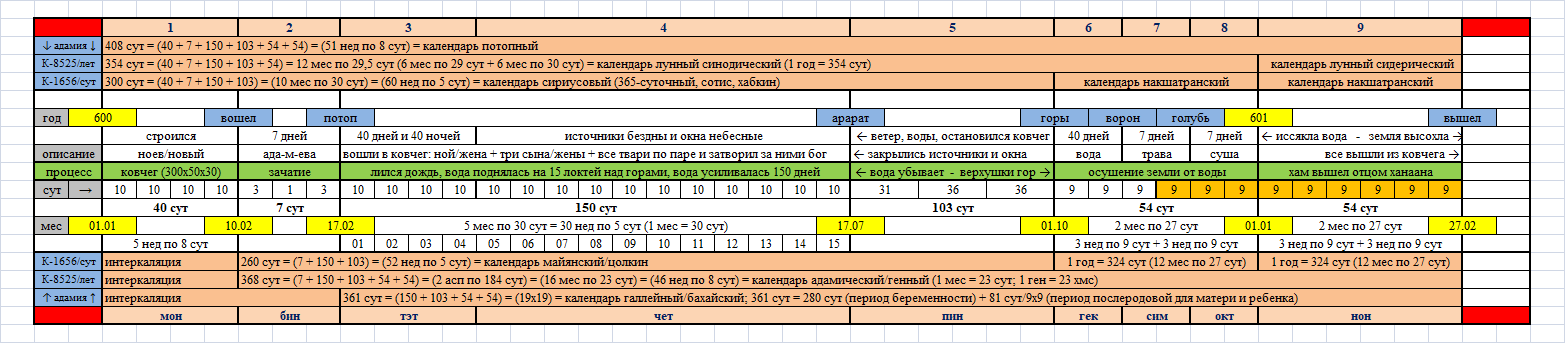 1 2 3 4 5 6 7 8 9
↓ адамия ↓ 408 сут = (40 + 7 + 150 + 103 + 54 + 54) = (51 нед по 8 сут) = календарь потопный
К-8525/лет 354 сут = (40 + 7 + 150 + 103 + 54) = 12 мес по 29,5 сут (6 мес по 29 сут + 6 мес по 30 сут) = календарь лунный синодический (1 год = 354 сут) календарь лунный сидерический
К-1656/сут 300 сут = (40 + 7 + 150 + 103) = (10 мес по 30 сут) = (60 нед по 5 сут) = календарь сириусовый (365-суточный, сотис, хабкин) календарь накшатранский календарь накшатранский
год 600 вошел потоп арарат горы ворон голубь 601 вышел
строился 7 дней 40 дней и 40 ночей источники бездны и окна небесные ← ветер, воды, остановился ковчег 40 дней 7 дней 7 дней ← иссякла вода - земля высохла →
описание ноев/новый ада-м-ева вошли в ковчег: ной/жена + три сына/жены + все твари по паре и затворил за ними бог ← закрылись источники и окна вода трава суша все вышли из ковчега →
процесс ковчег (300x50x30) зачатие лился дождь, вода поднялась на 15 локтей над горами, вода усиливалась 150 дней ← вода убывает - верхушки гор → осушение земли от воды хам вышел отцом ханаана
сут → 10 10 10 10 3 1 3 10 10 10 10 10 10 10 10 10 10 10 10 10 10 10 31 36 36 9 9 9 9 9 9 9 9 9 9 9 9
40 сут 7 сут 150 сут 103 сут 54 сут 54 сут
мес 01.01 10.02 17.02 5 мес по 30 сут = 30 нед по 5 сут (1 мес = 30 сут) 17.07 01.10 2 мес по 27 сут 01.01 2 мес по 27 сут 27.02
5 нед по 8 сут 01 02 03 04 05 06 07 08 09 10 11 12 13 14 15 3 нед по 9 сут + 3 нед по 9 сут 3 нед по 9 сут + 3 нед по 9 сут
К-1656/сут интеркаляция 260 сут = (7 + 150 + 103) = (52 нед по 5 сут) = календарь майянский/цолкин 1 год = 324 сут (12 мес по 27 сут) 1 год = 324 сут (12 мес по 27 сут)
К-8525/лет интеркаляция 368 сут = (7 + 150 + 103 + 54 + 54) = (2 асп по 184 сут) = (16 мес по 23 сут) = (46 нед по 8 сут) = календарь адамический/генный (1 мес = 23 сут; 1 ген = 23 хмс)
↑ адамия ↑ интеркаляция 361 сут = (150 + 103 + 54 + 54) = (19x19) = календарь галлейный/бахайский; 361 сут = 280 сут (период беременности) + 81 сут/9x9 (период послеродовой для матери и ребенка)
мон бин тэт чет пин гек сим окт нон